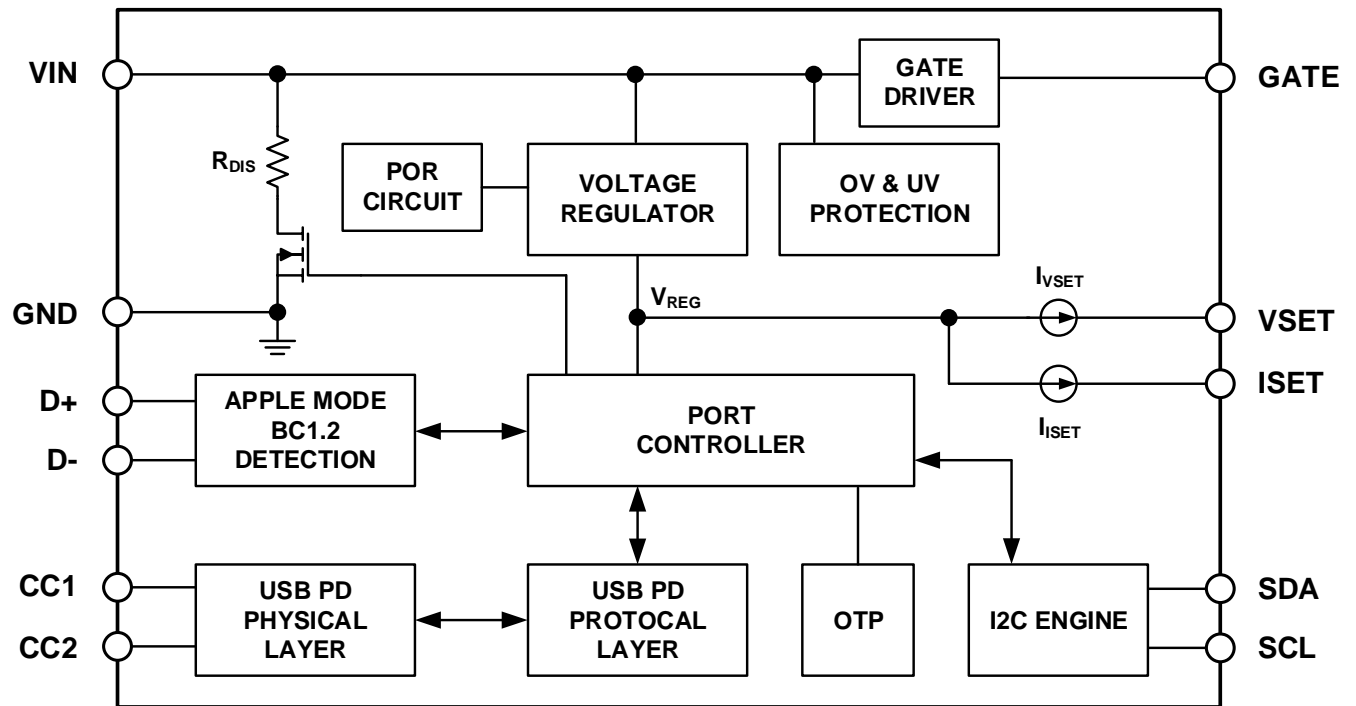 VIN
GATE
DRIVER
GATE
RDIS
POR
CIRCUIT
VOLTAGE
REGULATOR
OV & UV
PROTECTION
GND
VREG
IVSET
VSET
IISET
ISET
D+
D-
APPLE MODE
BC1.2
DETECTION
PORT
CONTROLLER
CC1
CC2
USB PD
PHYSICAL
LAYER
USB PD
PROTOCAL
LAYER
OTP
I2C ENGINE
SDA
SCL